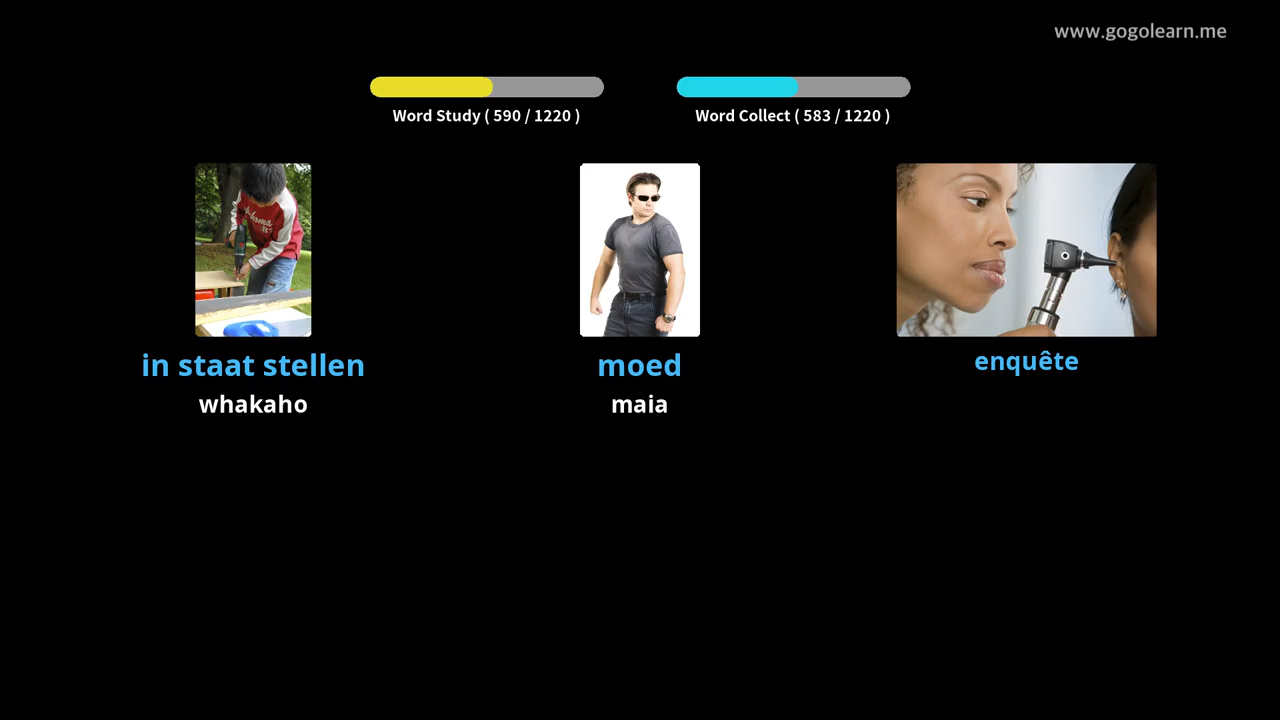 www.gogolearn.me
Word Study ( 590 / 1220 )
Word Collect ( 583 / 1220 )
in staat stellen
moed
enquête
whakaho
maia